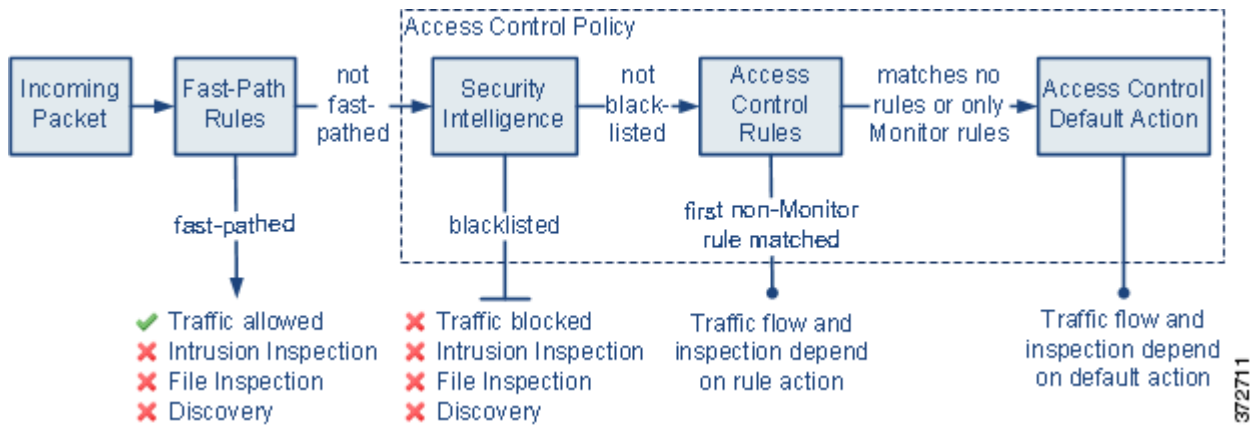 Access Control Policy
Incoming
Packet
Fast-Path
Rules
not
fast-
pathed
Security
Intelligence
not
black-
listed
Access
Control
Rules
matches no
rules or only
Monitor rules
Access Control
Default Action
fast-pathed
blacklisted
first non-Monitor
rule matched
Traffic allowed
Intrusion Inspection
File Inspection
Discovery
Traffic blocked
Intrusion Inspection
File Inspection
Discovery
Traffic flow and
inspection depend
on rule action
Traffic flow and
inspection depend
on default action
372711